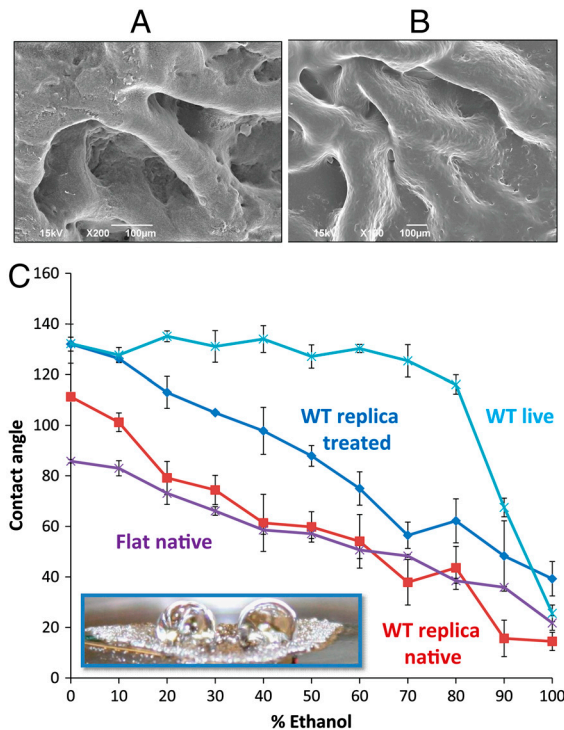 A
B
15kV X200 100µm
15kV X100 100µm
C
160
140
120
100
80
60
40
20
0
Contact angle
WT replica
treated
WT live
Flat native
WT replica
native
0 10 20 30 40 50 60 70 80 90 100
% Ethanol